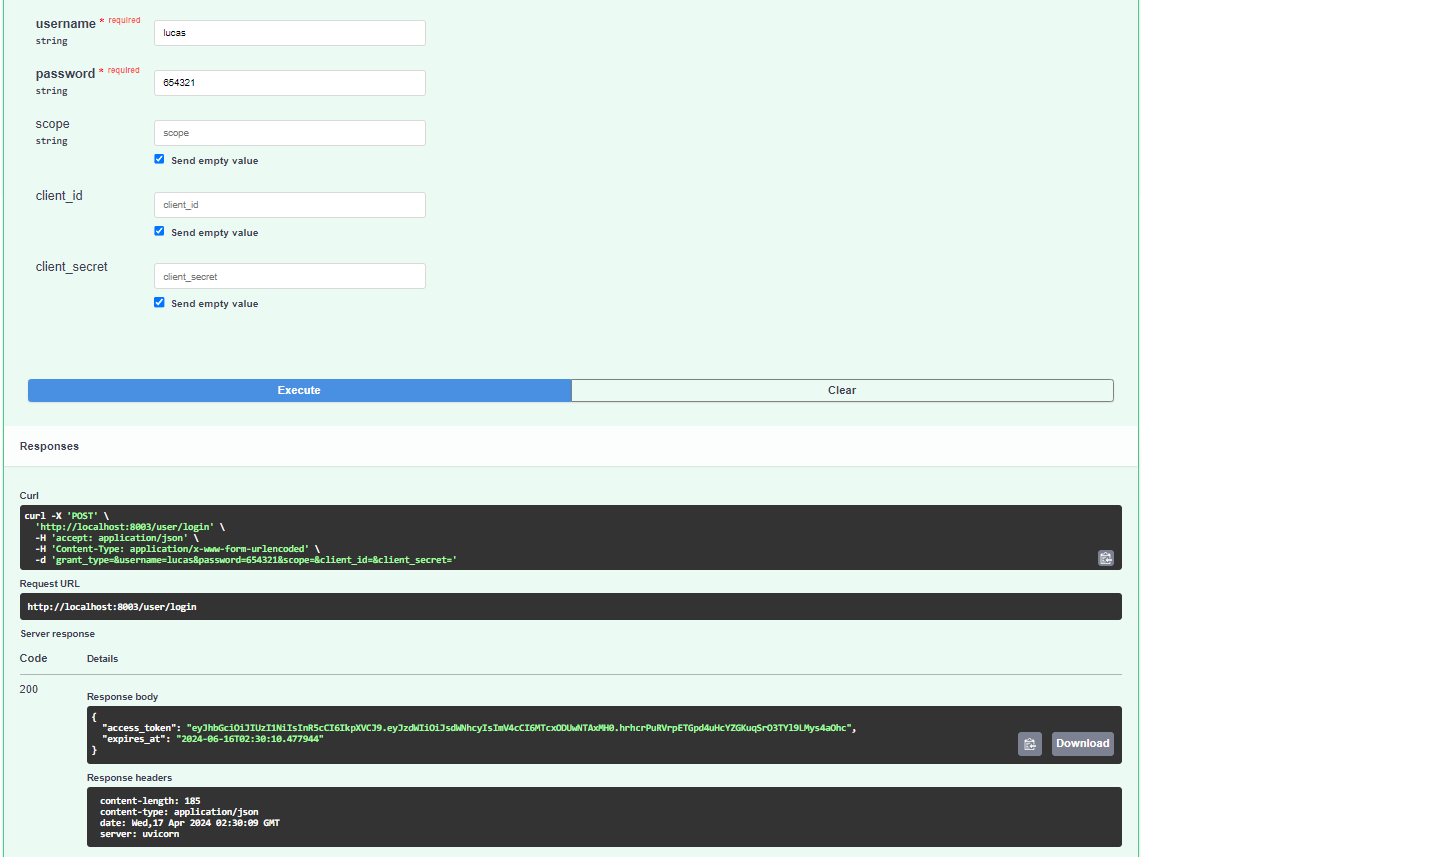 username * required
string
lucas
password * required
string
654321
scope
string
scope
Send empty value
client_id
client_id
Send empty value
client_secret
client_secret
Send empty value
Execute
Clear
Responses
Curl
curl -X 'POST' \
'http://localhost:8003/user/login' \
-H 'accept: application/json' \
-H 'Content-Type: application/x-www-form-urlencoded' \
-d 'grant_type=&username=lucas&password=654321&scope=&client_id=&client_secret='
Request URL
http://localhost:8003/user/login
Server response
Code
Details
200
Response body
{
"access_token": "eyJhbGciOiJIUzI1NiIsInR5cCI6IkpXVCJ9.eyJzdWIiOiJsdWNhcyIsImV4cCI6MTcxODUwNTAxMH0.hrhcrPuRVrpETGpd4uHcYZGKuqSrO3TYl9LMys4aOhc",
"expires_at": "2024-06-16T02:30:10.477944"
}
Download
Response headers
content-length: 185
content-type: application/json
date: Wed,17 Apr 2024 02:30:09 GMT
server: uvicorn